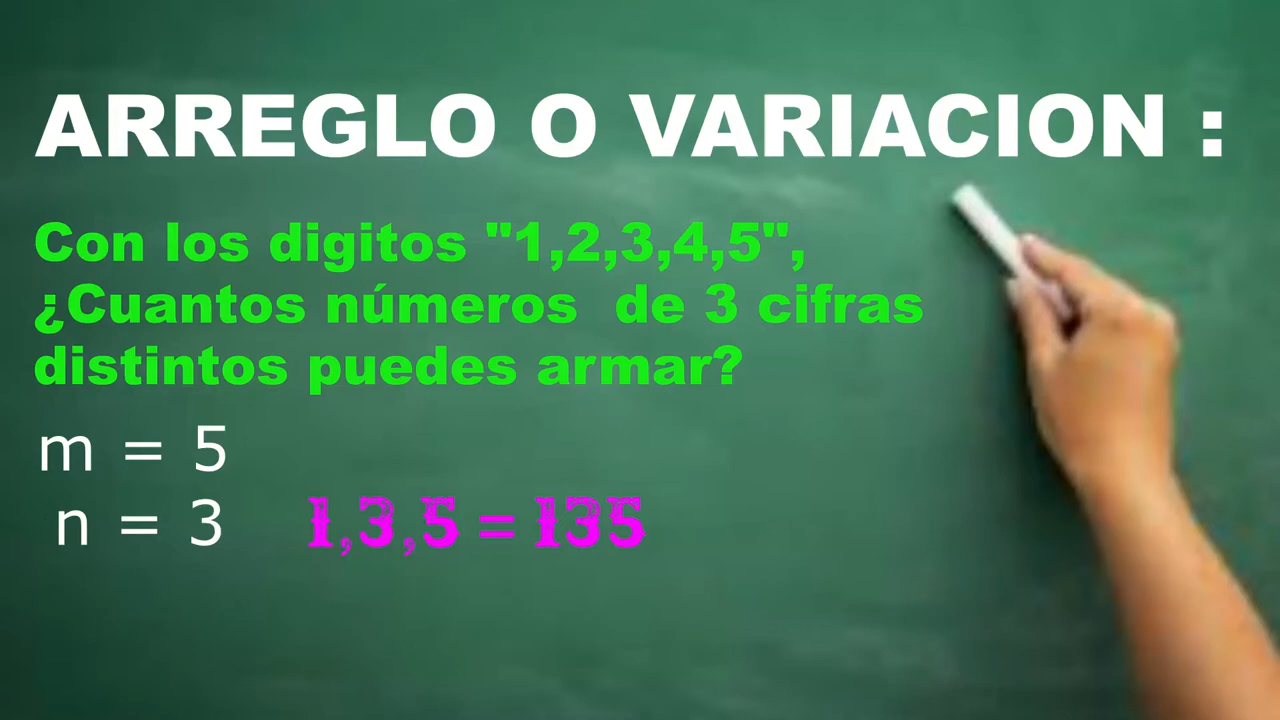 ARREGLO O VARIACION :
Con los digitos "1,2,3,4,5",
¿Cuantos números  de 3 cifras
distintos puedes armar?
m = 5
n = 3
1,3,5 = 135